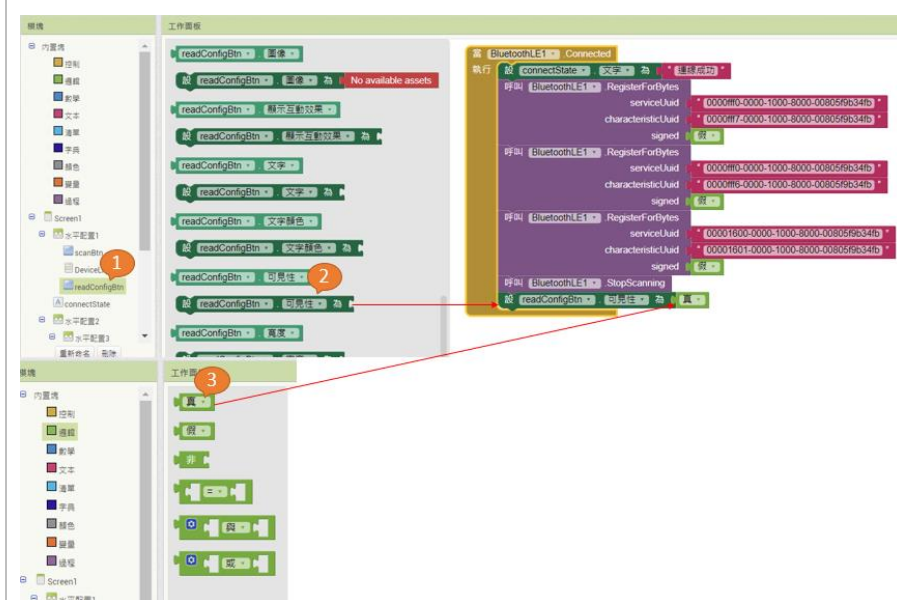 模塊
工作面板
內置塊
控制
邏輯
數學
文本
清單
字典
顏色
變量
過程
Screen1
水平配置1
scanBtn
1
readConfigBtn
connectState
水平配置2
水平配置3
重新命名 刪除
readConfigBtn . 圖像
設 readConfigBtn . 圖像 為 No available assets
readConfigBtn . 顯示互動效果
設 readConfigBtn . 顯示互動效果 為
readConfigBtn . 文字
設 readConfigBtn . 文字 為
readConfigBtn . 文字顏色
設 readConfigBtn . 文字顏色 為
readConfigBtn . 可見性
2
設 readConfigBtn . 可見性 為
readConfigBtn . 寬度
當 BluetoothLE1 .Connected
執行 設 connectState . 文字 為 " 連線成功 "
呼叫 BluetoothLE1 .RegisterForBytes
serviceUuid " 0000fff0-0000-1000-8000-00805f9b34fb "
characteristicUuid " 0000fff7-0000-1000-8000-00805f9b34fb "
signed 假
呼叫 BluetoothLE1 .RegisterForBytes
serviceUuid " 0000fff0-0000-1000-8000-00805f9b34fb "
characteristicUuid " 0000fff6-0000-1000-8000-00805f9b34fb "
signed 假
呼叫 BluetoothLE1 .RegisterForBytes
serviceUuid " 00001600-0000-1000-8000-00805f9b34fb "
characteristicUuid " 00001601-0000-1000-8000-00805f9b34fb "
signed 假
呼叫 BluetoothLE1 .StopScanning
設 readConfigBtn . 可見性 為 真
模塊
工作面
3
內置塊
控制
邏輯
數學
文本
清單
字典
顏色
變量
過程
Screen1
水平配置1
真
假
非
=
與
或